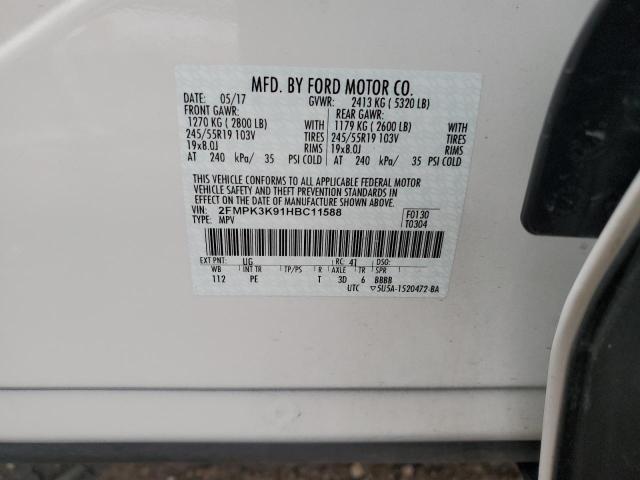 MFD. BY FORD MOTOR CO.
DATE: 05/17 GVWR: 2413 KG ( 5320 LB)
FRONT GAWR: REAR GAWR:
1270 KG ( 2800 LB) WITH 1179 KG ( 2600 LB) WITH
245/55R19 103V TIRES 245/55R19 103V TIRES
19x8.0J RIMS 19x8.0J RIMS
AT 240 kPa/ 35 PSI COLD AT 240 kPa/ 35 PSI COLD
THIS VEHICLE CONFORMS TO ALL APPLICABLE FEDERAL MOTOR
VEHICLE SAFETY AND THEFT PREVENTION STANDARDS IN
EFFECT ON THE DATE OF MANUFACTURE SHOWN ABOVE.
VIN: 2FMPK3K91HBC11588 F0130
TYPE: MPV T0304
EXT PNT: UG RC: 41
WB INT TR TP/PS R AXLE TR SPR
112 PE T 3D 6 BBBB
UTC ▽5U5A-1520472-BA